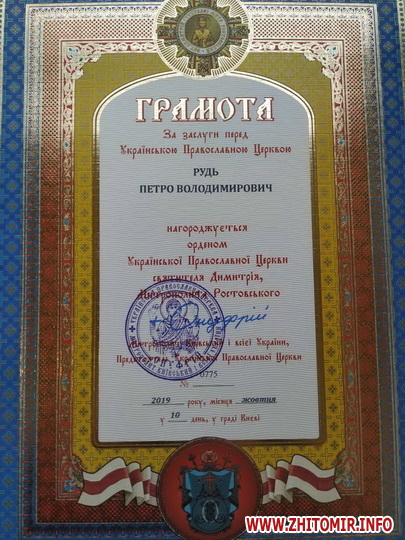 ГРАМОТА
За заслуги перед
Українською Православною Церквою
РУДЬ
ПЕТРО ВОЛОДИМИРОВИЧ
нагороджується
орденом
Української Православної Церкви
святителя Димитрія,
Митрополита Ростовського
Митрополит Київський і всієї України,
Предстоятель Української Православної Церкви
№ 0775
2019 року, місяця жовтня
у 10 день, у граді Києві
WWW.ZHITOMIR.INFO